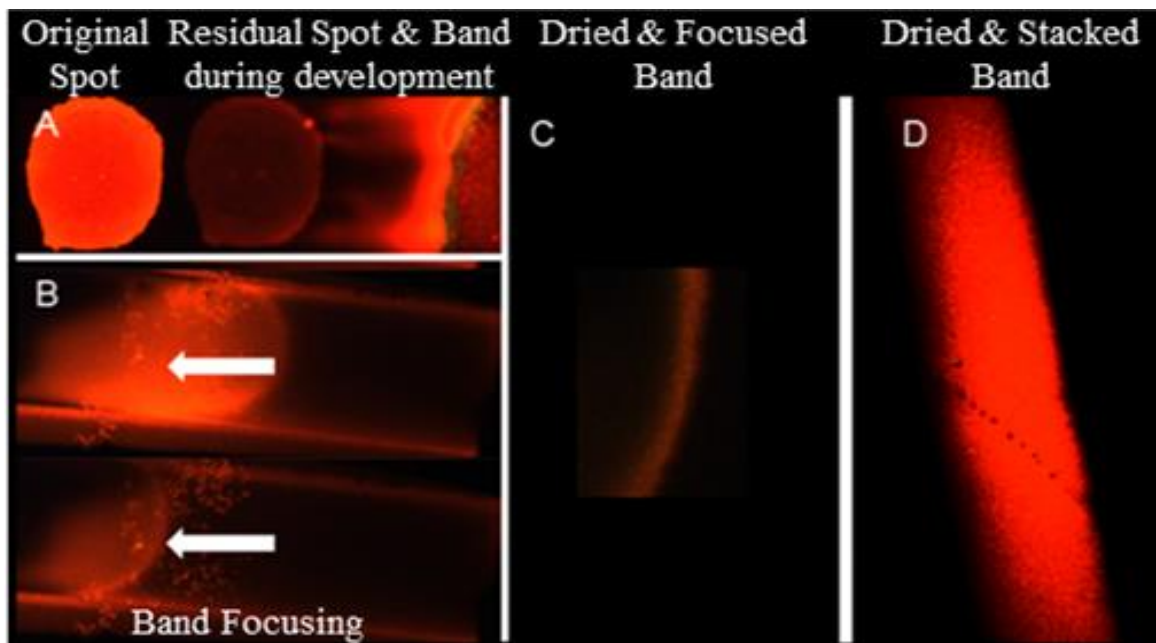 Original Spot
Residual Spot & Band during development
Dried & Focused Band
Dried & Stacked Band
A
B
Band Focusing
C
D